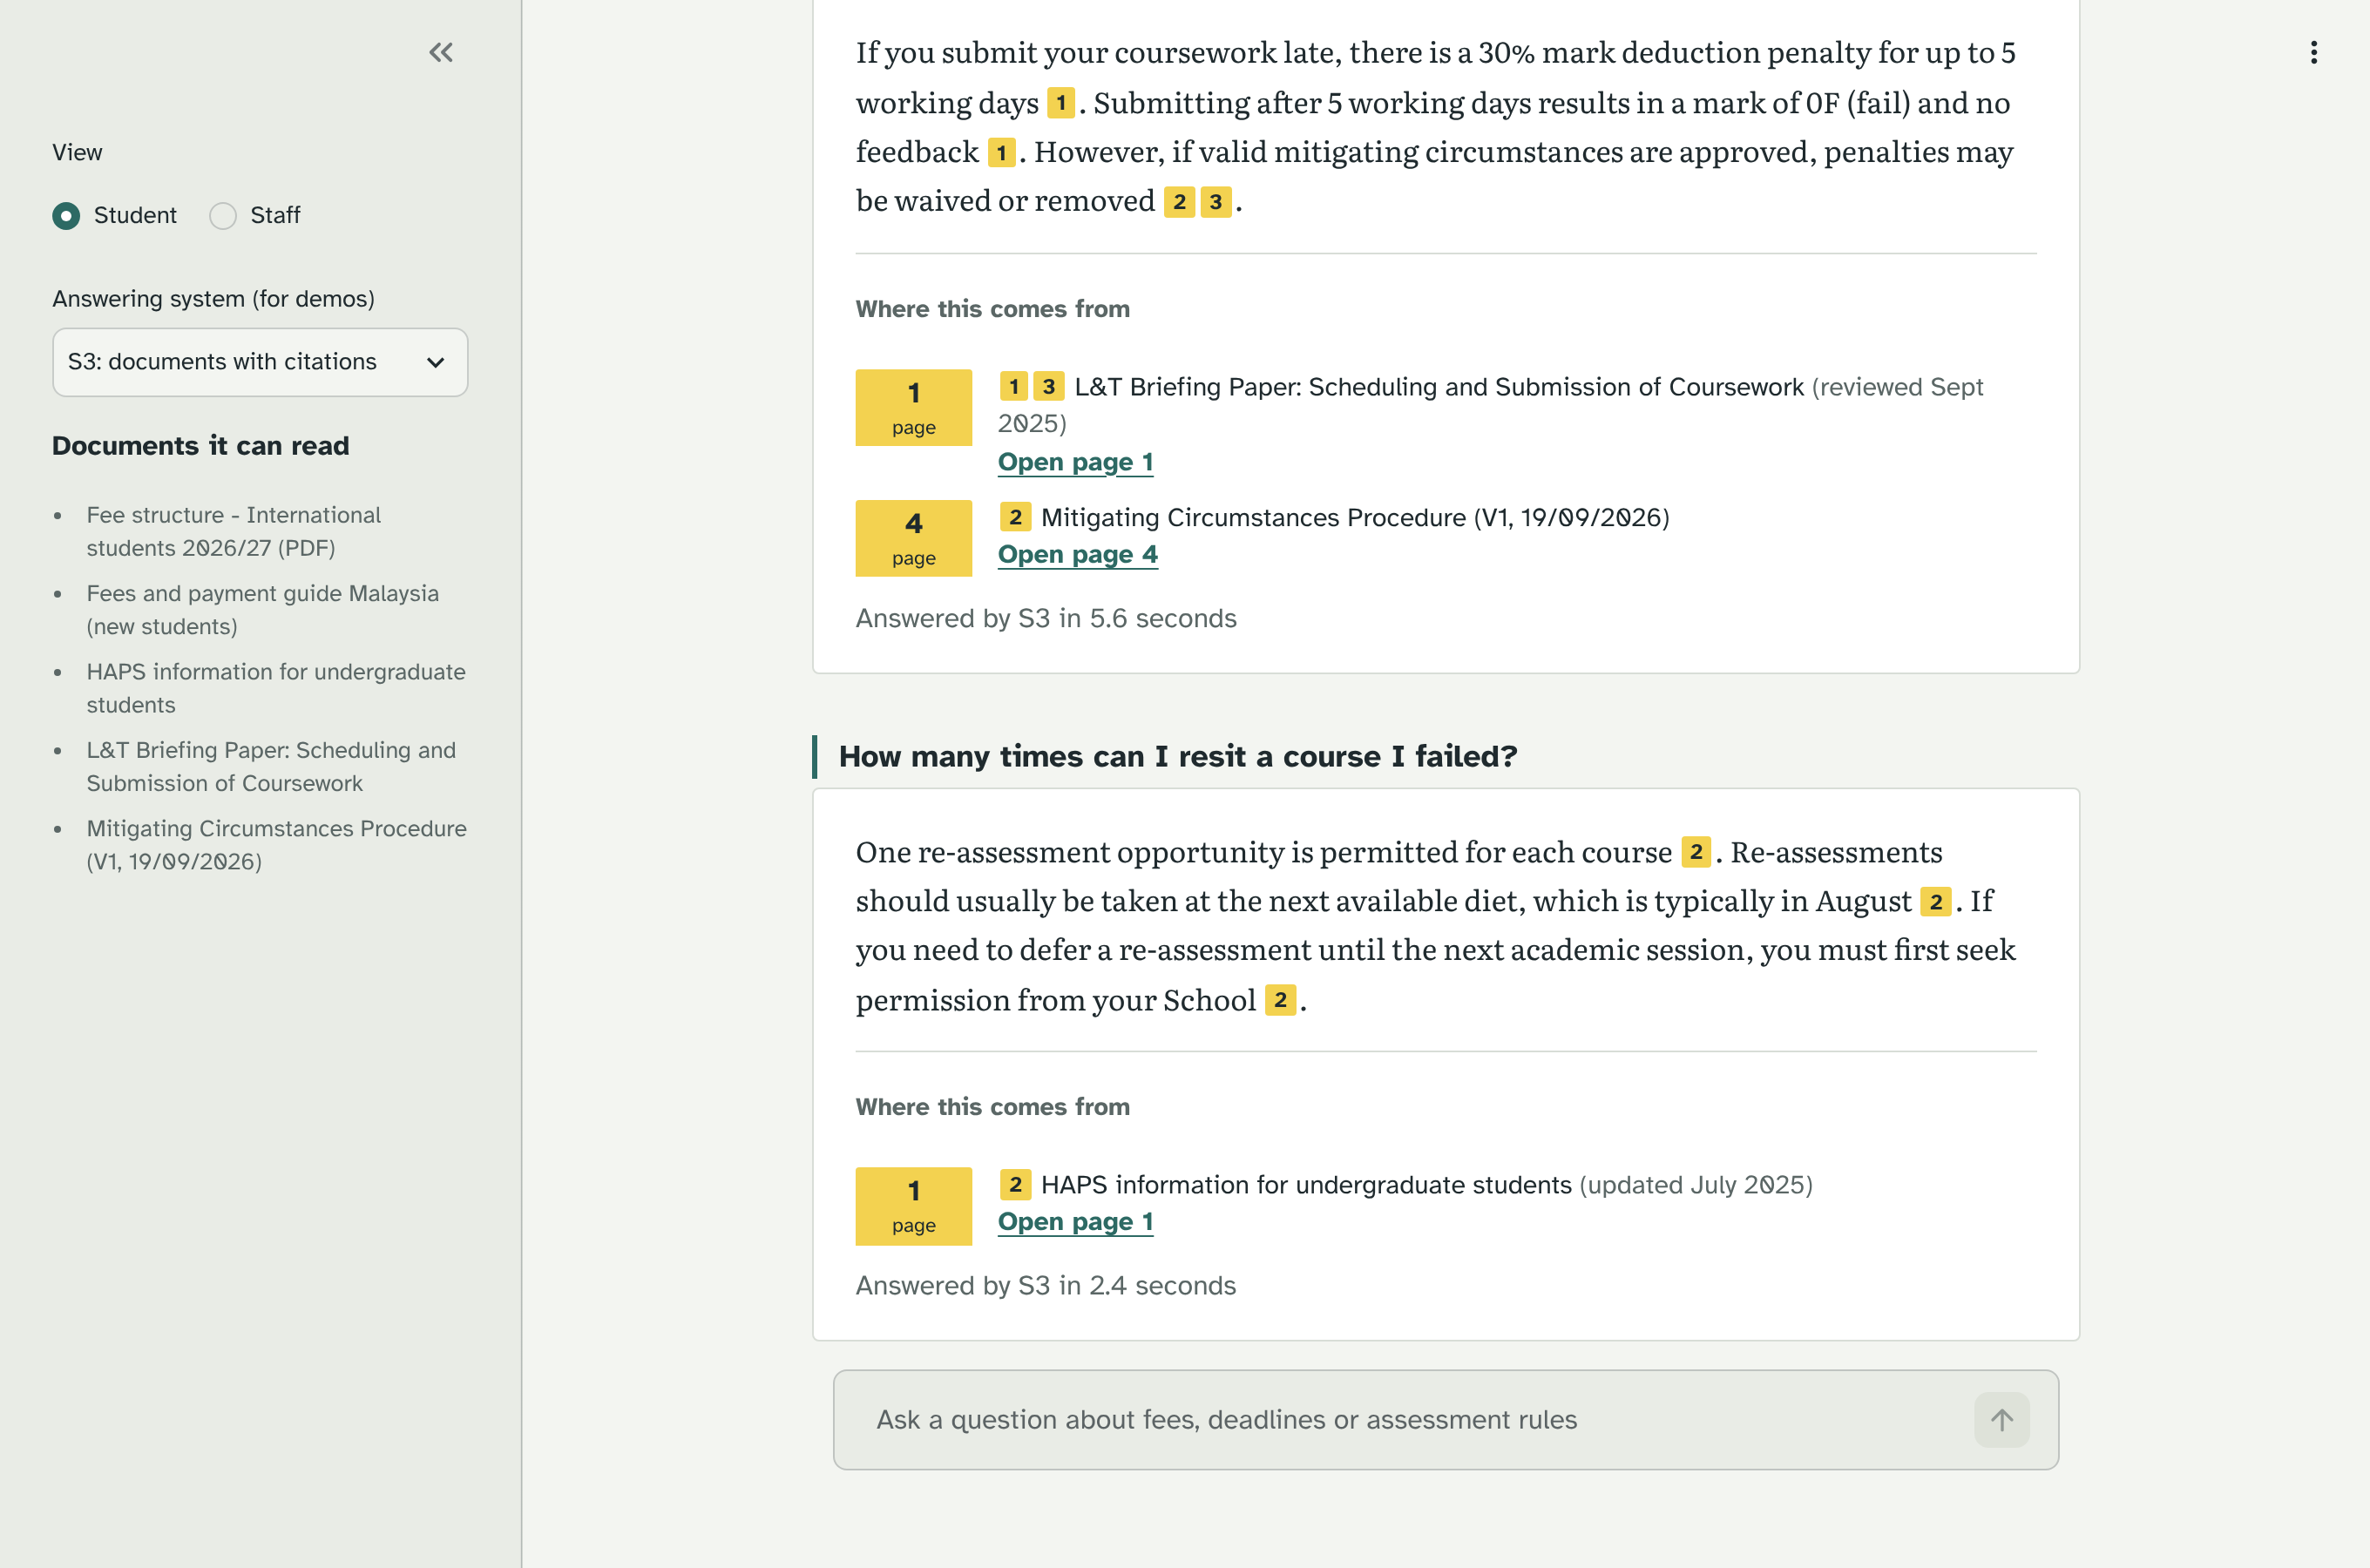 View
Student
Staff
Answering system (for demos)
S3: documents with citations
Documents it can read
Fee structure - International
students 2026/27 (PDF)
Fees and payment guide Malaysia
(new students)
HAPS information for undergraduate
students
L&T Briefing Paper: Scheduling and
Submission of Coursework
Mitigating Circumstances Procedure
(V1, 19/09/2026)
If you submit your coursework late, there is a 30% mark deduction penalty for up to 5
working days 1. Submitting after 5 working days results in a mark of 0F (fail) and no
feedback 1. However, if valid mitigating circumstances are approved, penalties may
be waived or removed 2 3.
Where this comes from
1
page
1 3 L&T Briefing Paper: Scheduling and Submission of Coursework (reviewed Sept
2025)
Open page 1
4
page
2 Mitigating Circumstances Procedure (V1, 19/09/2026)
Open page 4
Answered by S3 in 5.6 seconds
How many times can I resit a course I failed?
One re-assessment opportunity is permitted for each course 2. Re-assessments
should usually be taken at the next available diet, which is typically in August 2. If
you need to defer a re-assessment until the next academic session, you must first seek
permission from your School 2.
Where this comes from
1
page
2 HAPS information for undergraduate students (updated July 2025)
Open page 1
Answered by S3 in 2.4 seconds
Ask a question about fees, deadlines or assessment rules